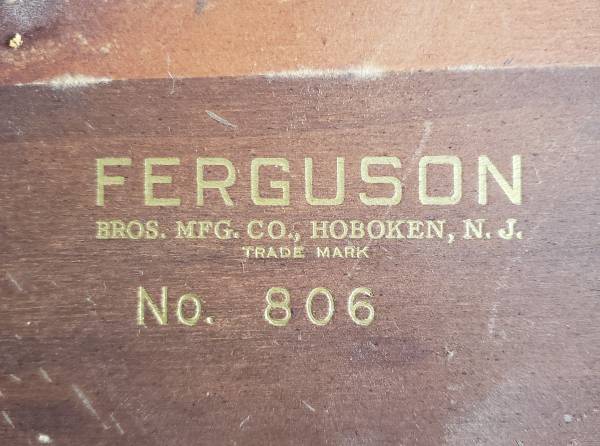 FERGUSON
BROS. MFG. CO., HOBOKEN, N. J.
TRADE MARK
No. 806